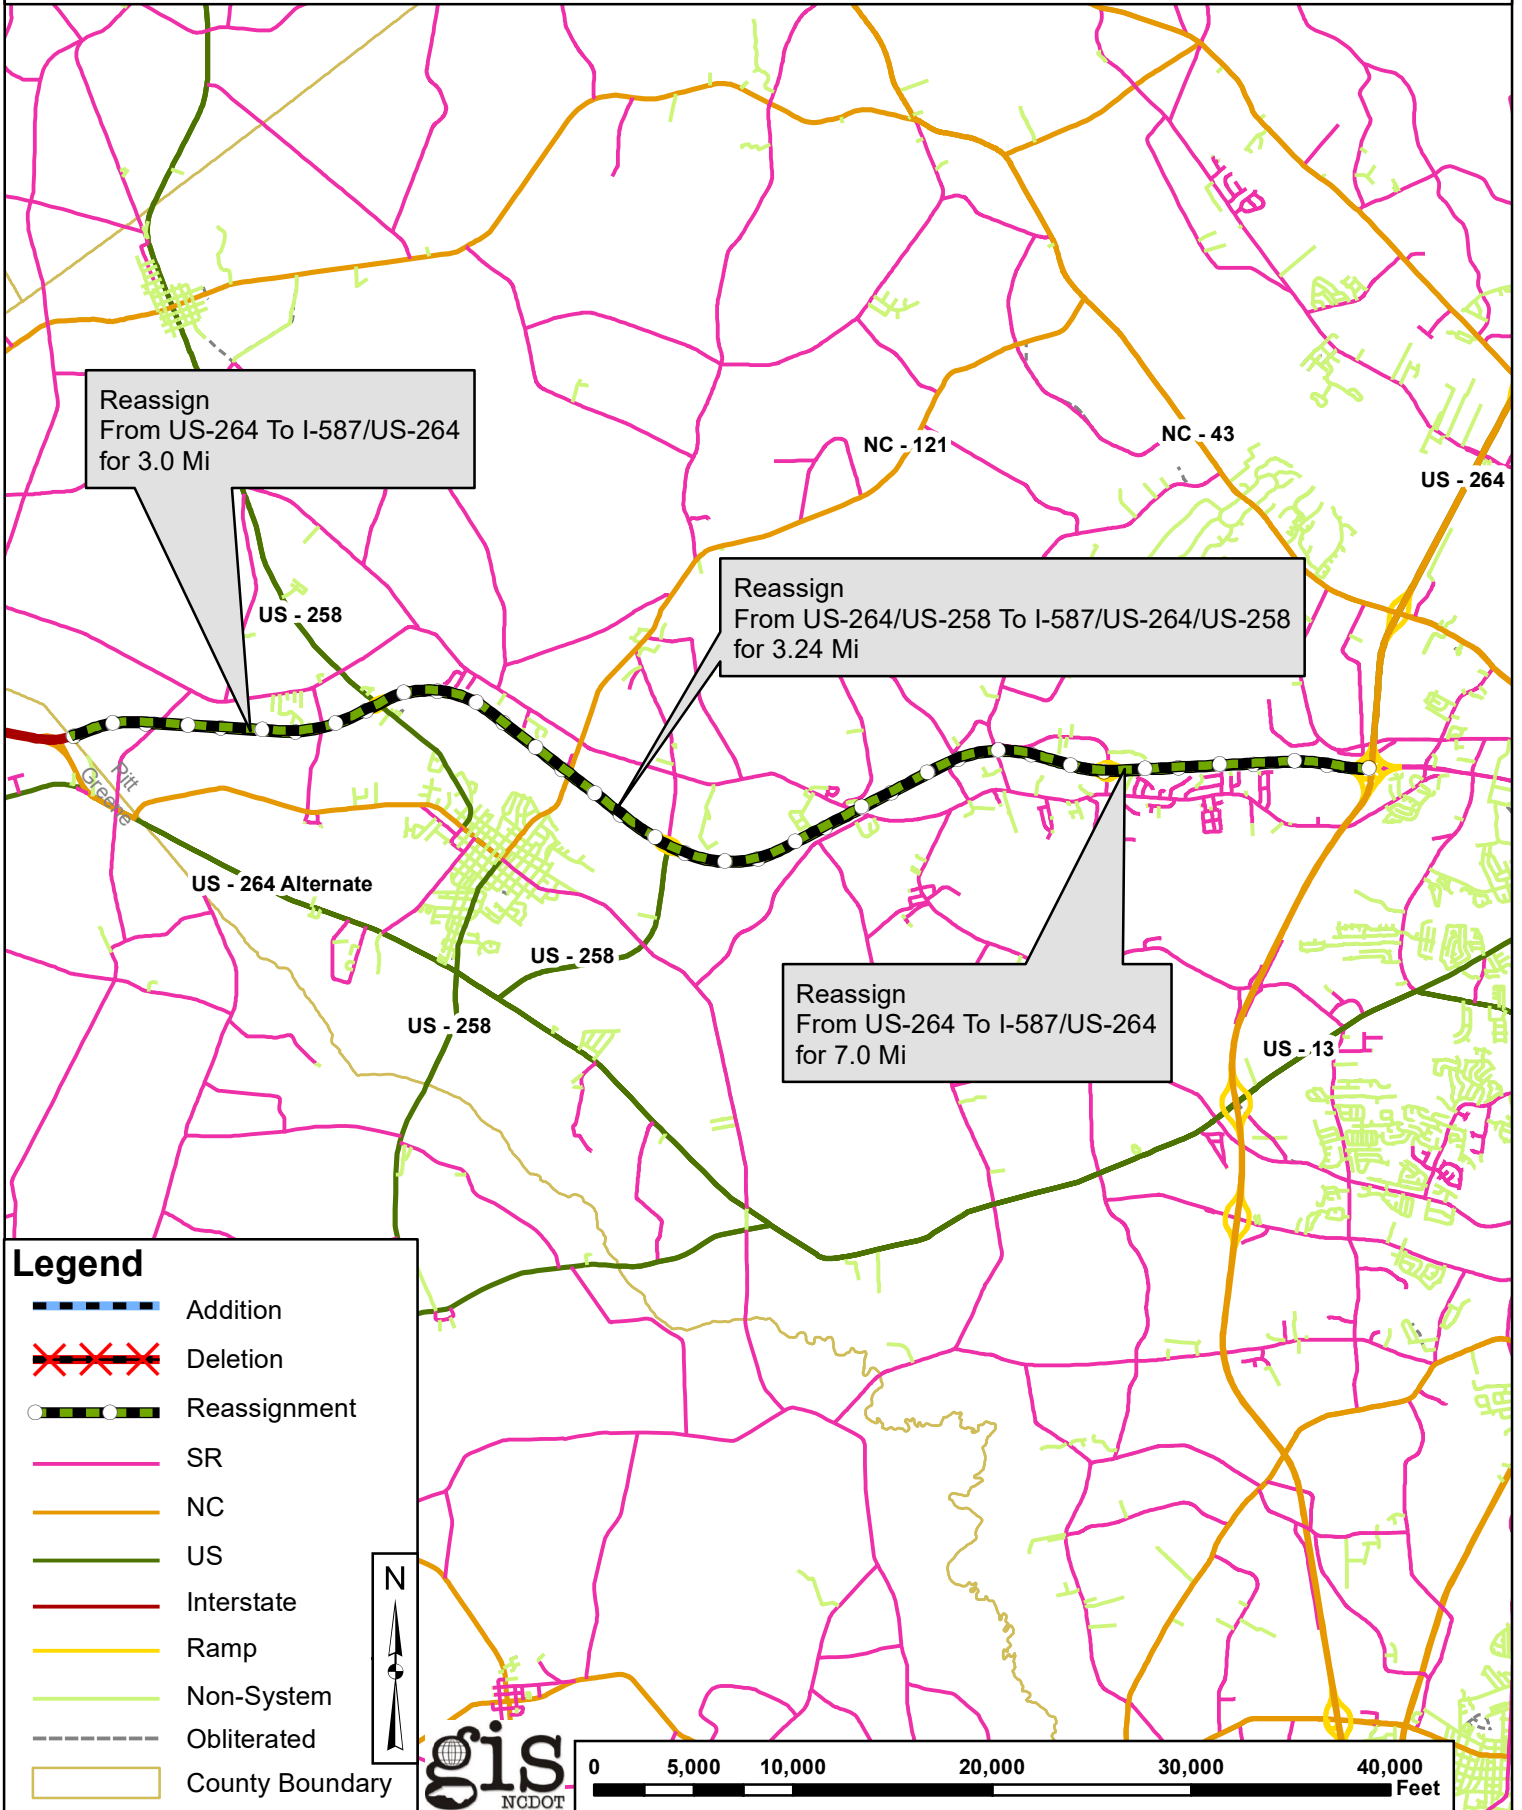 Reassign
From US-264 To I-587/US-264
for 3.0 Mi
NC - 121
NC - 43
US - 264
Reassign
From US-264/US-258 To I-587/US-264/US-258
for 3.24 Mi
US - 258
Pitt
Greene
US - 264 Alternate
US - 258
US - 258
Reassign
From US-264 To I-587/US-264
for 7.0 Mi
US - 13
Legend
Addition
Deletion
Reassignment
SR
NC
US
Interstate
Ramp
Non-System
Obliterated
County Boundary
N
gis
NCDOT
0 5,000 10,000 20,000 30,000 40,000
Feet